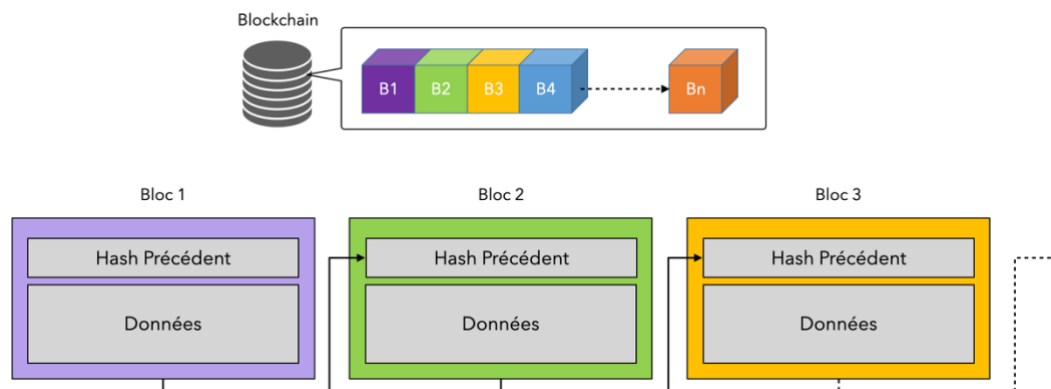 Blockchain
B1 B2 B3 B4 Bn
Bloc 1 Bloc 2 Bloc 3
Hash Précédent Hash Précédent Hash Précédent
Données Données Données